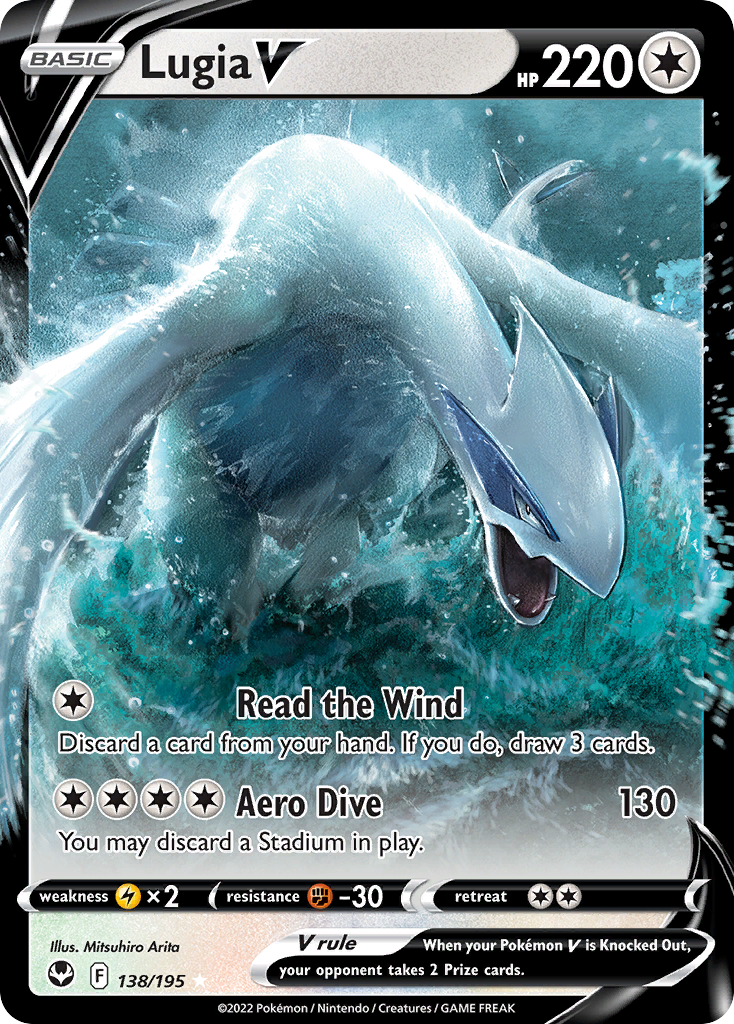 BASIC Lugia V HP 220
Read the Wind
Discard a card from your hand. If you do, draw 3 cards.
Aero Dive 130
You may discard a Stadium in play.
weakness ×2 resistance -30 retreat
Illus. Mitsuhiro Arita
V rule When your Pokémon V is Knocked Out,
your opponent takes 2 Prize cards.
F 138/195
©2022 Pokémon / Nintendo / Creatures / GAME FREAK